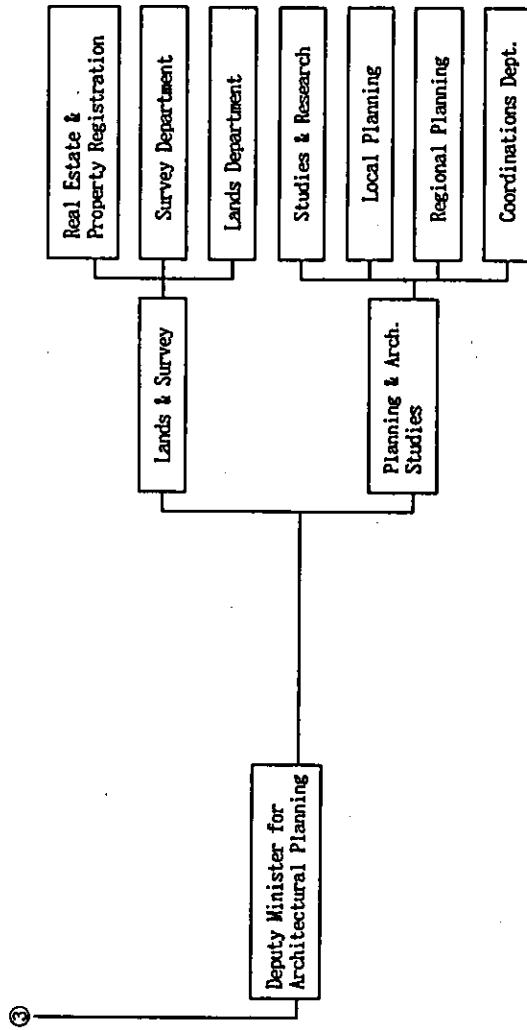 ③
Deputy Minister for
Architectural Planning
Lands & Survey
Real Estate &
Property Registration
Survey Department
Lands Department
Planning & Arch.
Studies
Studies & Research
Local Planning
Regional Planning
Coordinations Dept.